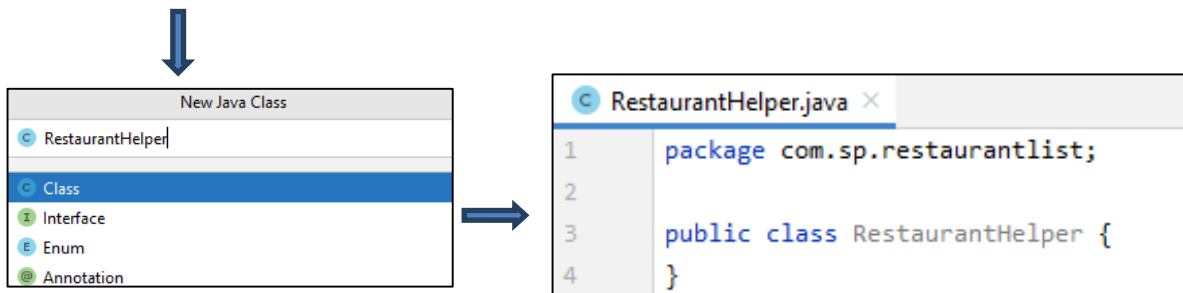 New Java Class
C RestaurantHelper
C Class
I Interface
E Enum
@ Annotation
C RestaurantHelper.java ×
1 package com.sp.restaurantlist;
2
3 public class RestaurantHelper {
4 }